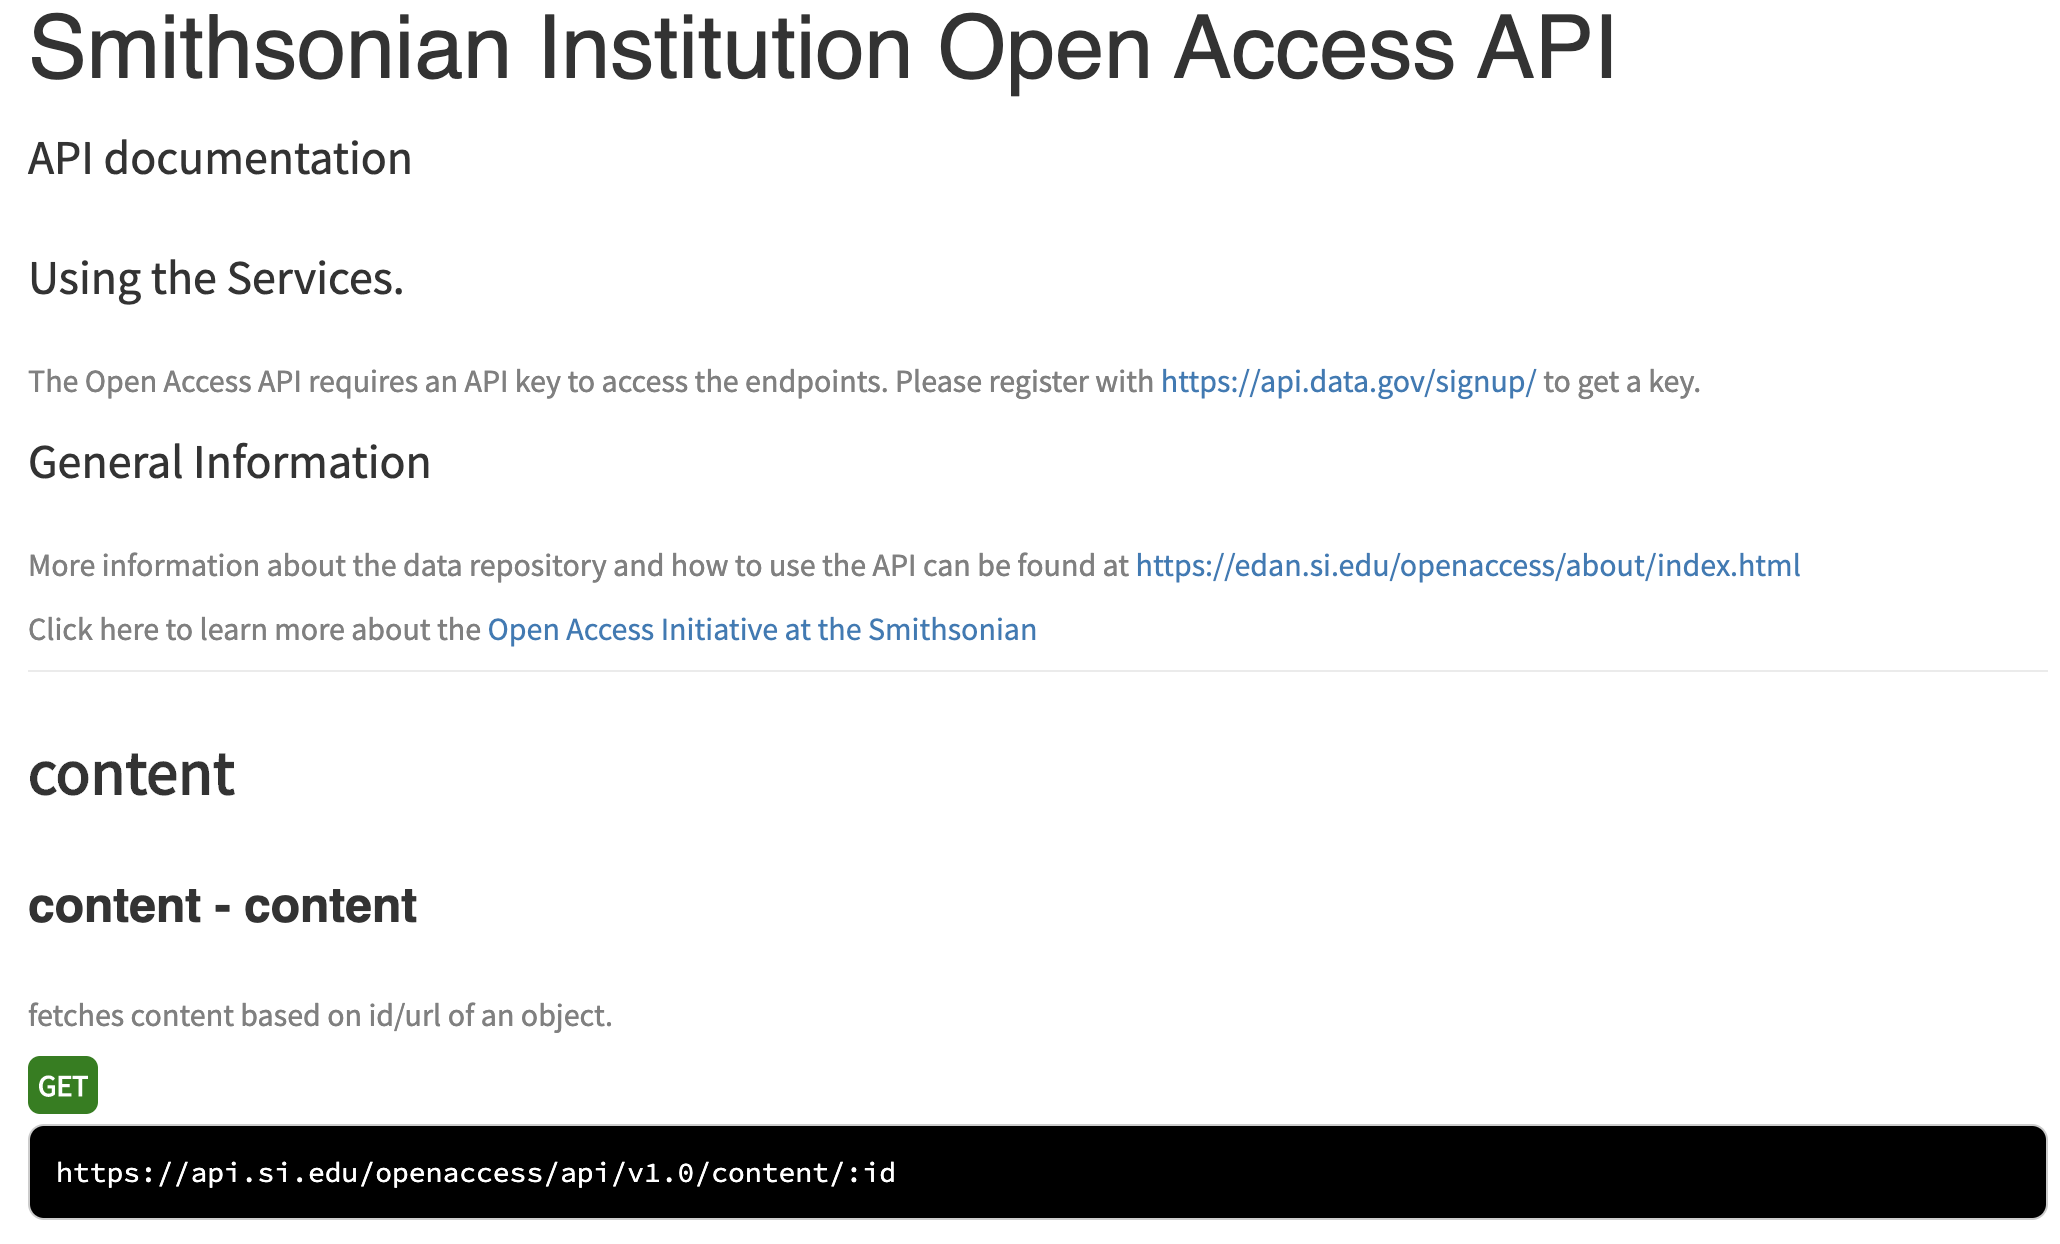 Smithsonian Institution Open Access API
API documentation
Using the Services.
The Open Access API requires an API key to access the endpoints. Please register with https://api.data.gov/signup/ to get a key.
General Information
More information about the data repository and how to use the API can be found at https://edan.si.edu/openaccess/about/index.html
Click here to learn more about the Open Access Initiative at the Smithsonian
content
content - content
fetches content based on id/url of an object.
GET
https://api.si.edu/openaccess/api/v1.0/content/:id